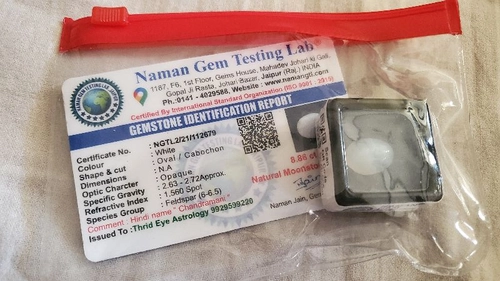 Naman Gem Testing Lab
1187, F6, 1st Floor, Gems House, Mahadev Johari ki Gali,
Gopal Ji Rasta, Johari Bazar, Jaipur (Raj.) INDIA
Ph.:0141 - 4029588, Website : www.namangtl.com
Certified by International Standard Organization (ISO 9001 : 2015)
GEMSTONE IDENTIFICATION REPORT
Certificate No. : NGTL2/21/112679
Colour : White
Shape & cut : Oval / Cabochon
Dimensions : N.A
Optic Charcter : Opaque
Specific Gravity : 2.63 -2.72Approx.
Refractive Index : 1.560 Spot
Species Group : Feldspar (6-6.5)
Comment : Hindi name " Chandramani "
Issued To : Thrid Eye Astrology 9929599226
8.86
Natural Moonstone
Naman Jain,